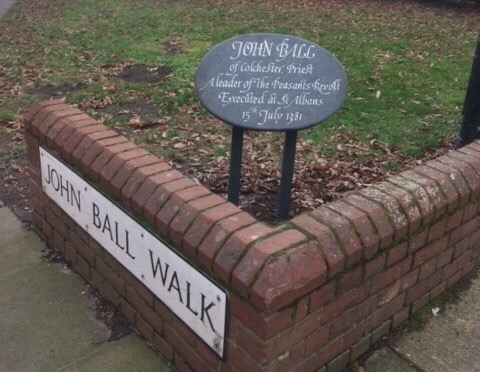 JOHN BALL
of Colchester, Priest
A leader of the Peasants Revolt
Executed at St Albans
15th July 1381
JOHN BALL WALK